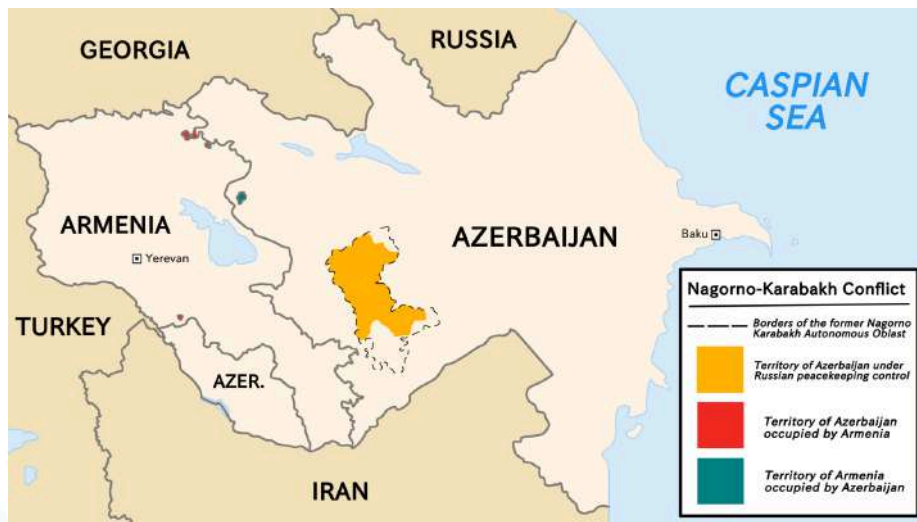 RUSSIA
GEORGIA
CASPIAN
SEA
ARMENIA
AZERBAIJAN
Baku
Yerevan
TURKEY
AZER.
IRAN
Nagorno-Karabakh Conflict
Borders of the former Nagorno
Karabakh Autonomous Oblast
Territory of Azerbaijan under
Russian peacekeeping control
Territory of Azerbaijan
occupied by Armenia
Territory of Armenia
occupied by Azerbaijan